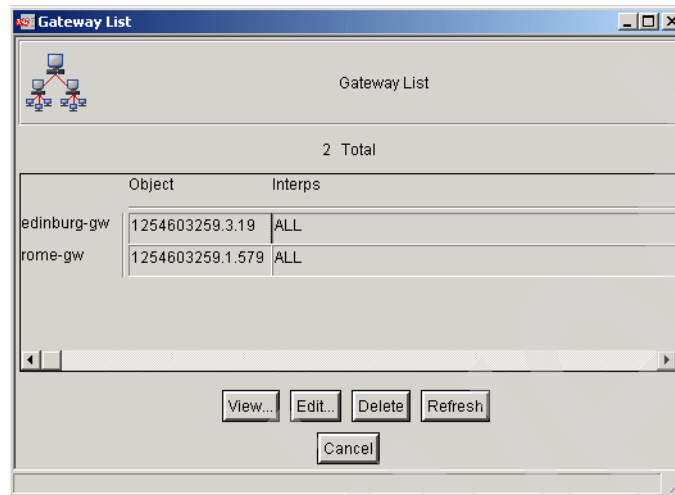 Gateway List
Gateway List
2 Total
Object Interps
edinburg-gw 1254603259.3.19 ALL
rome-gw 1254603259.1.579 ALL
View... Edit... Delete Refresh
Cancel